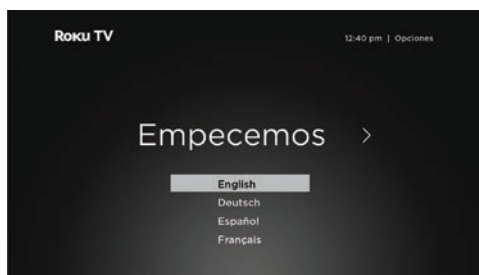 Roku TV
12:40 pm | Opciones
Empecemos >
English
Deutsch
Español
Français